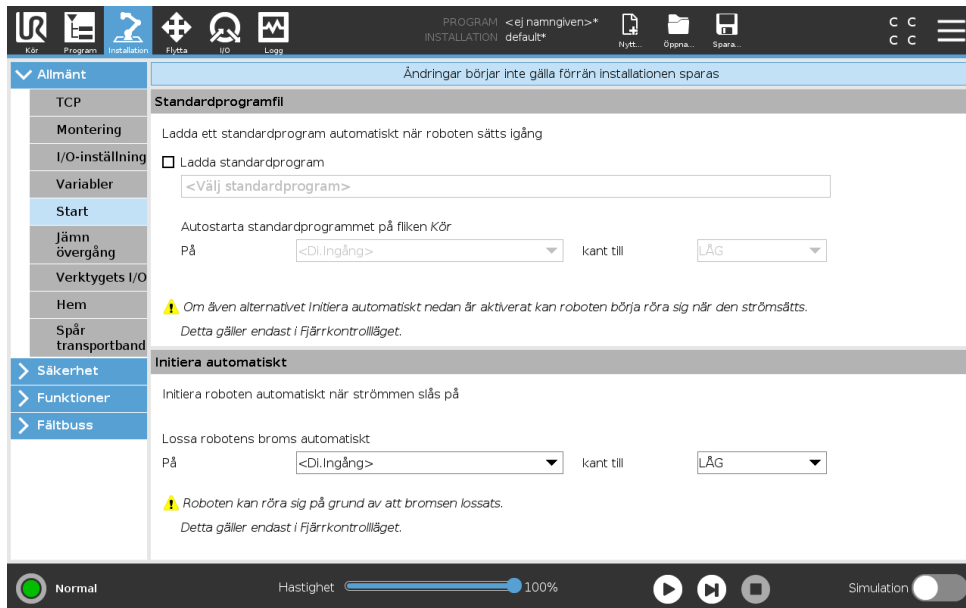 PROGRAM <ej namngiven>*
INSTALLATION default*
C C
C C
Kör
Program
Installation
Flytta
I/O
Logg
Nytt...
Öppna...
Spara...
Allmänt
TCP
Montering
I/O-inställning
Variabler
Start
Jämn
övergång
Verktygets I/O
Hem
Spår
transportband
Säkerhet
Funktioner
Fältbuss
Ändringar börjar inte gälla förrän installationen sparas
Standardprogramfil
Ladda ett standardprogram automatiskt när roboten sätts igång
Ladda standardprogram
<Välj standardprogram>
Autostarta standardprogrammet på fliken Kör
På <Di.Ingång> kant till LÅG
Om även alternativet Initiera automatiskt nedan är aktiverat kan roboten börja röra sig när den strömsätts.
Detta gäller endast i Fjärrkontrolläget.
Initiera automatiskt
Initiera roboten automatiskt när strömmen slås på
Lossa robotens broms automatiskt
På <Di.Ingång> kant till LÅG
Roboten kan röra sig på grund av att bromsen lossats.
Detta gäller endast i Fjärrkontrolläget.
Normal
Hastighet 100%
Simulation